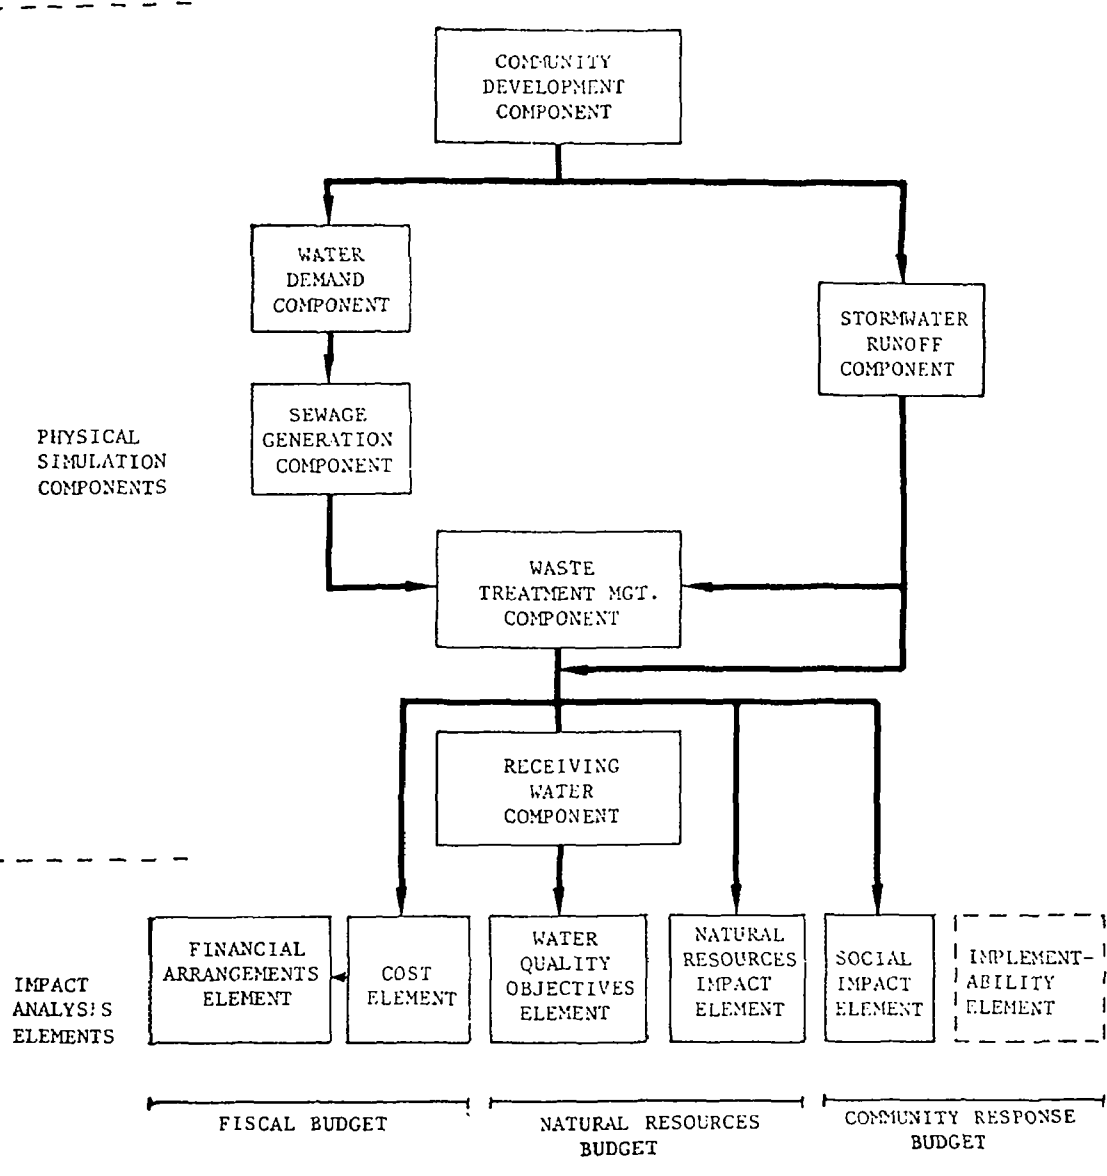 COMMUNITY
DEVELOPMENT
COMPONENT
WATER
DEMAND
COMPONENT
STORMWATER
RUNOFF
COMPONENT
SEWAGE
GENERATION
COMPONENT
PHYSICAL
SIMULATION
COMPONENTS
WASTE
TREATMENT MGT.
COMPONENT
RECEIVING
WATER
COMPONENT
IMPACT
ANALYSIS
ELEMENTS
FINANCIAL
ARRANGEMENTS
ELEMENT
COST
ELEMENT
WATER
QUALITY
OBJECTIVES
ELEMENT
NATURAL
RESOURCES
IMPACT
ELEMENT
SOCIAL
IMPACT
ELEMENT
IMPLEMENT-
ABILITY
ELEMENT
FISCAL BUDGET
NATURAL RESOURCES
BUDGET
COMMUNITY RESPONSE
BUDGET